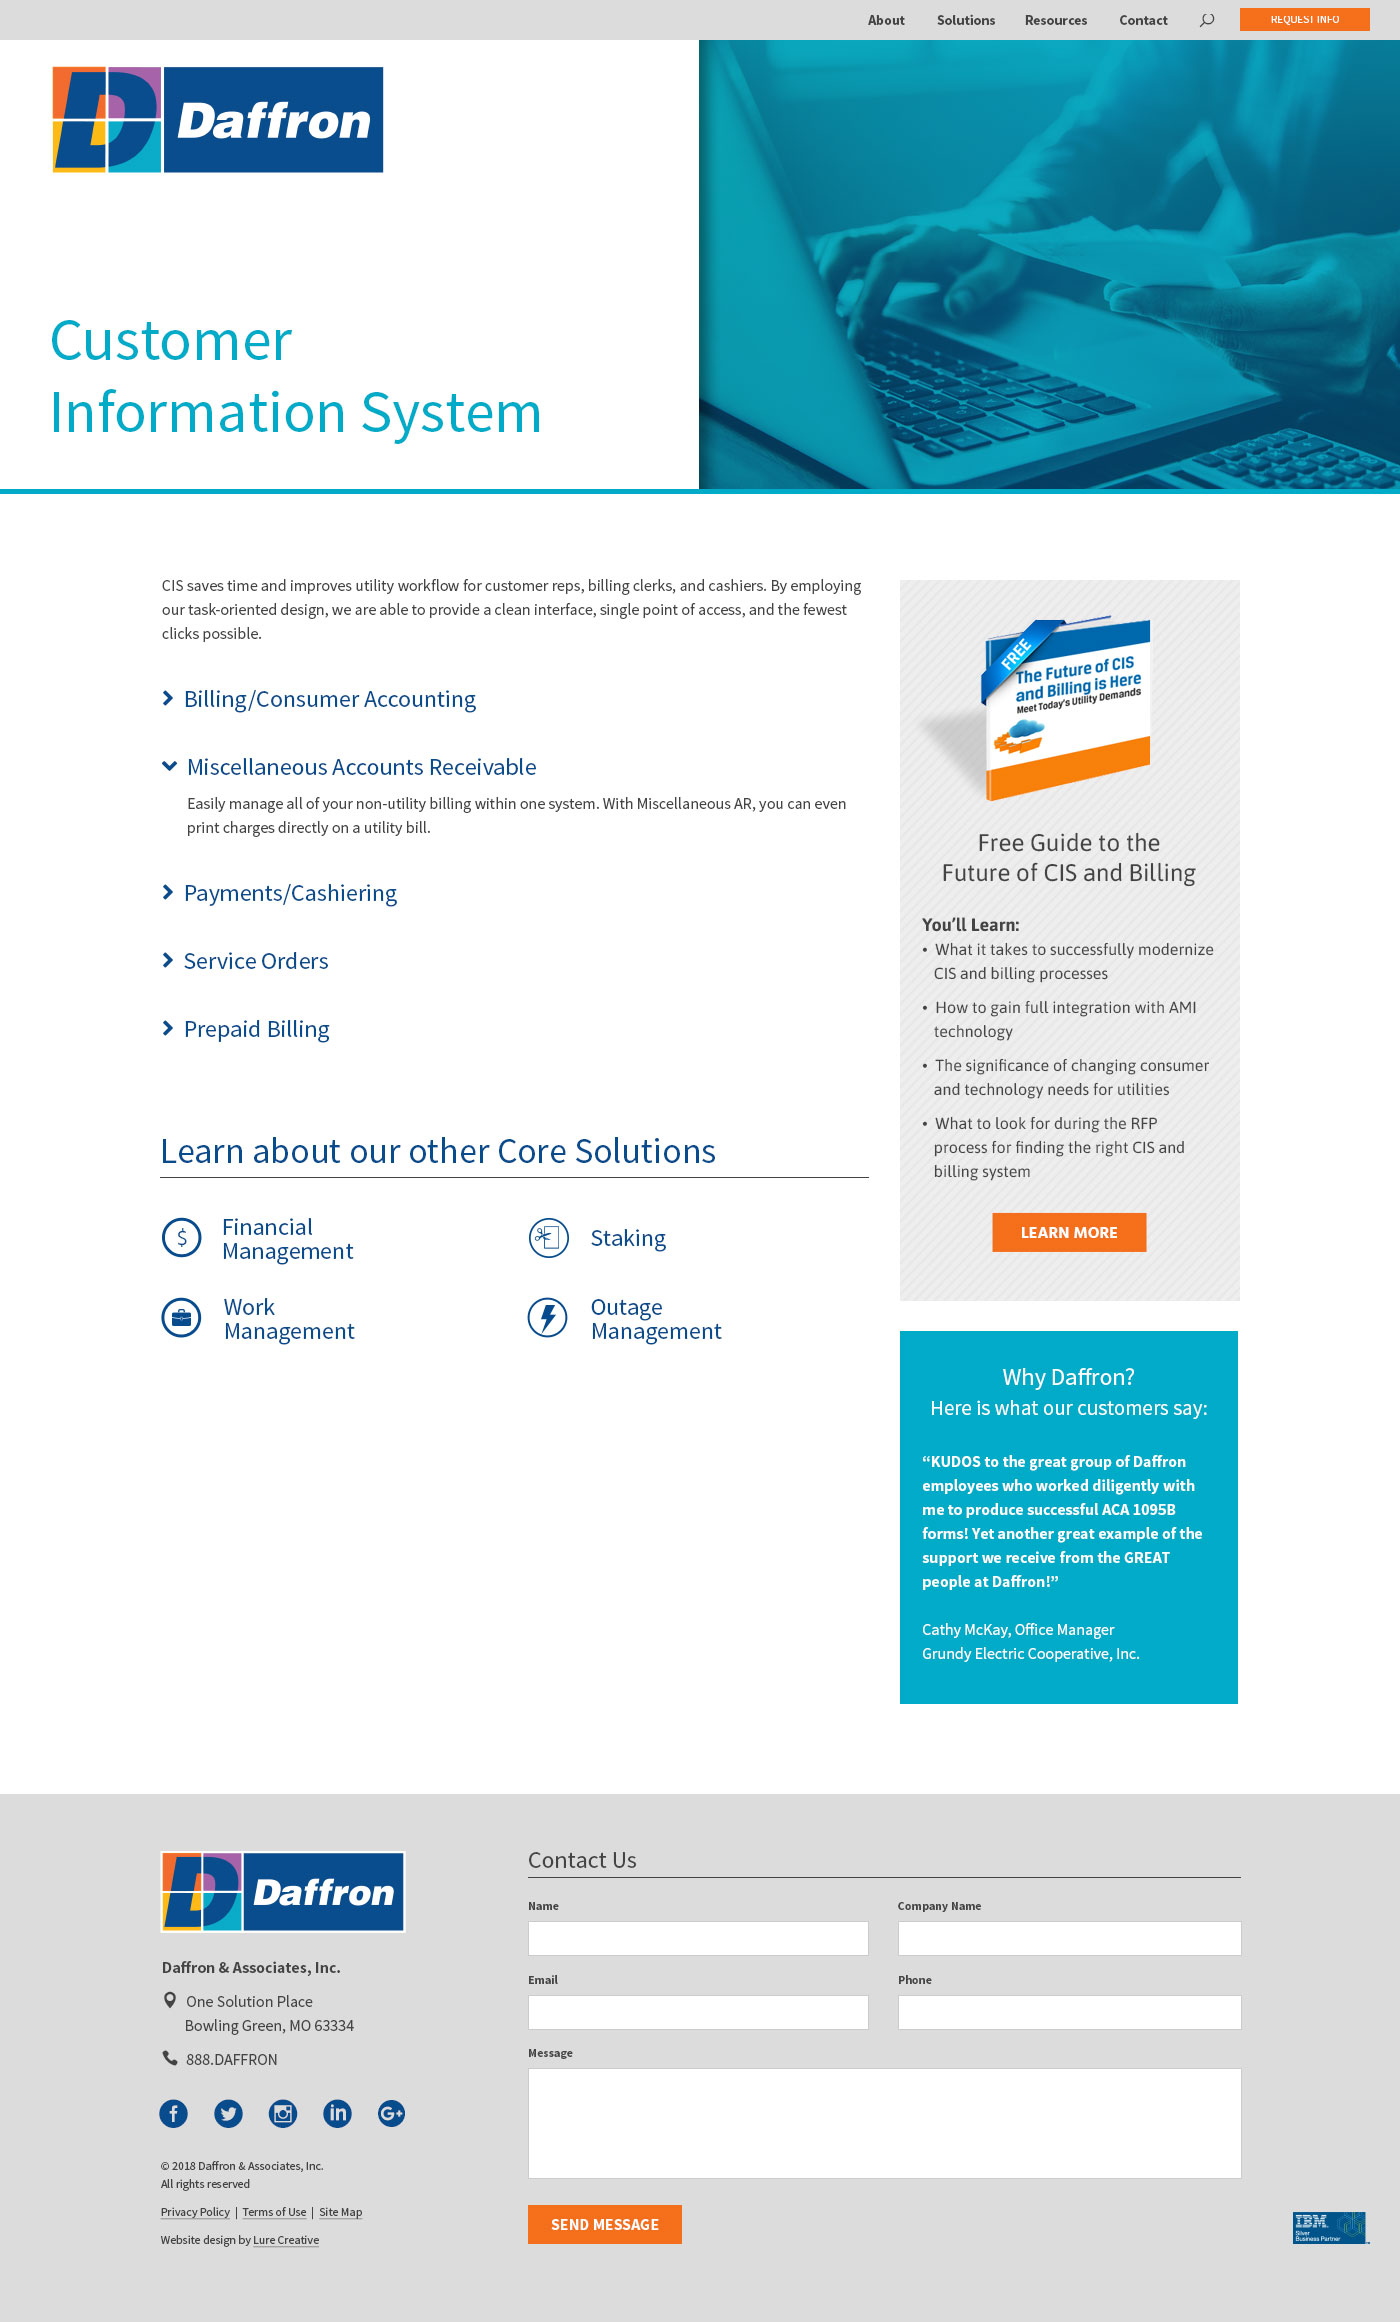 About Solutions Resources Contact REQUEST INFO
Daffron
Customer
Information System
CIS saves time and improves utility workflow for customer reps, billing clerks, and cashiers. By employing
our task-oriented design, we are able to provide a clean interface, single point of access, and the fewest
clicks possible.
Billing/Consumer Accounting
Miscellaneous Accounts Receivable
Easily manage all of your non-utility billing within one system. With Miscellaneous AR, you can even
print charges directly on a utility bill.
Payments/Cashiering
Service Orders
Prepaid Billing
Learn about our other Core Solutions
$
Financial
Management
Staking
Work
Management
Outage
Management
FREE
The Future of CIS
and Billing is Here
Meet Today's Utility Demands
Free Guide to the
Future of CIS and Billing
You'll Learn:
• What it takes to successfully modernize
CIS and billing processes
• How to gain full integration with AMI
technology
• The significance of changing consumer
and technology needs for utilities
• What to look for during the RFP
process for finding the right CIS and
billing system
LEARN MORE
Why Daffron?
Here is what our customers say:
“KUDOS to the great group of Daffron
employees who worked diligently with
me to produce successful ACA 1095B
forms! Yet another great example of the
support we receive from the GREAT
people at Daffron!”
Cathy McKay, Office Manager
Grundy Electric Cooperative, Inc.
Daffron
Daffron & Associates, Inc.
One Solution Place
Bowling Green, MO 63334
888.DAFFRON
f in G+
© 2018 Daffron & Associates, Inc.
All rights reserved
Privacy Policy | Terms of Use | Site Map
Website design by Lure Creative
Contact Us
Name
Company Name
Email
Phone
Message
SEND MESSAGE
IBM
Silver
Business Partner